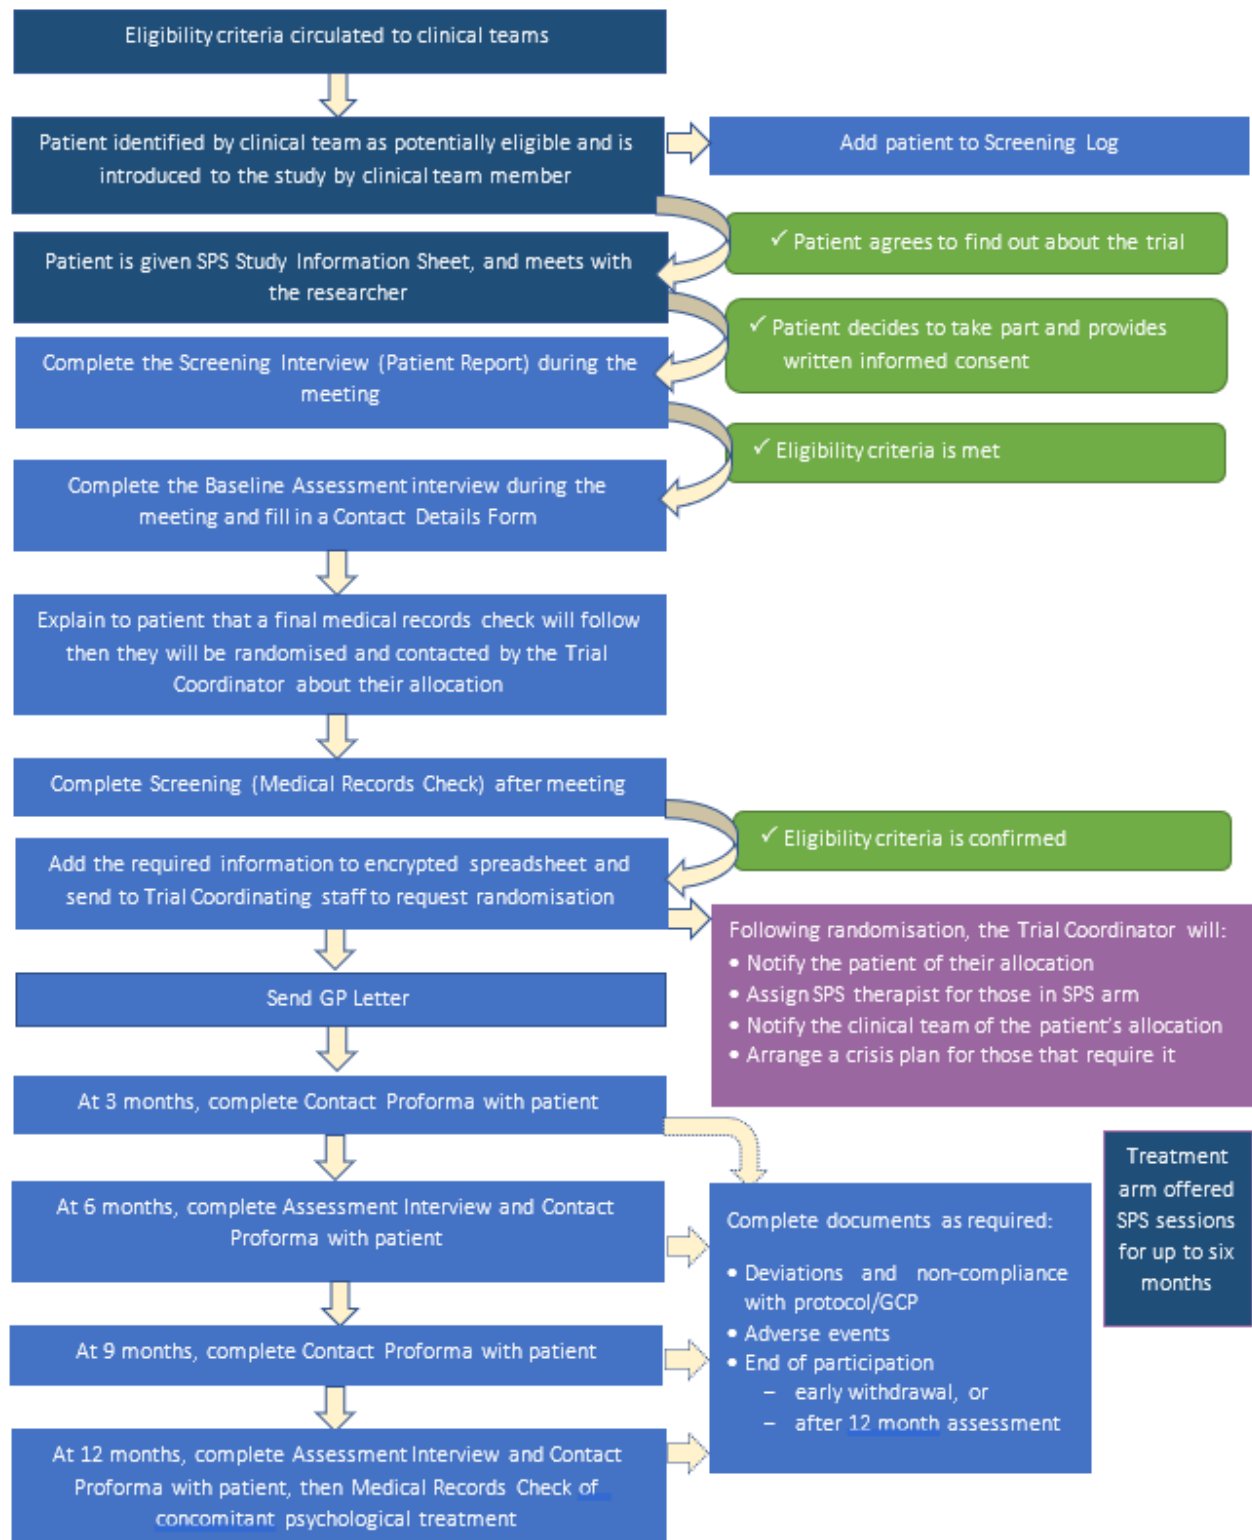 Eligibility criteria circulated to clinical teams
Patient identified by clinical team as potentially eligible and is
introduced to the study by clinical team member
Add patient to Screening Log
✓ Patient agrees to find out about the trial
Patient is given SPS Study Information Sheet, and meets with
the researcher
✓ Patient decides to take part and provides
written informed consent
Complete the Screening Interview (Patient Report) during the
meeting
✓ Eligibility criteria is met
Complete the Baseline Assessment interview during the
meeting and fill in a Contact Details Form
Explain to patient that a final medical records check will follow
then they will be randomised and contacted by the Trial
Coordinator about their allocation
Complete Screening (Medical Records Check) after meeting
✓ Eligibility criteria is confirmed
Add the required information to encrypted spreadsheet and
send to Trial Coordinating staff to request randomisation
Following randomisation, the Trial Coordinator will:
• Notify the patient of their allocation
• Assign SPS therapist for those in SPS arm
• Notify the clinical team of the patient's allocation
• Arrange a crisis plan for those that require it
Send GP Letter
At 3 months, complete Contact Proforma with patient
At 6 months, complete Assessment Interview and Contact
Proforma with patient
At 9 months, complete Contact Proforma with patient
At 12 months, complete Assessment Interview and Contact
Proforma with patient, then Medical Records Check of
concomitant psychological treatment
Complete documents as required:
• Deviations and non-compliance
with protocol/GCP
• Adverse events
• End of participation
– early withdrawal, or
– after 12 month assessment
Treatment
arm offered
SPS sessions
for up to six
months